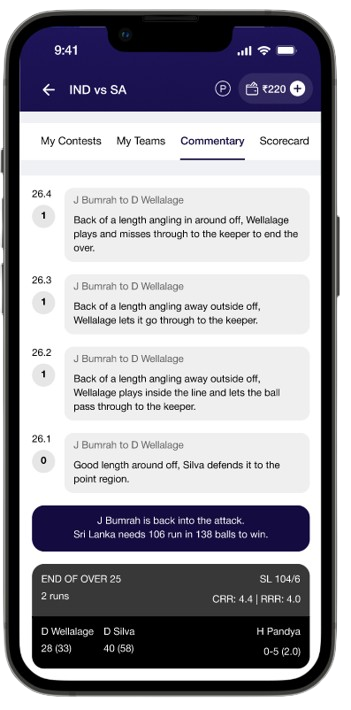 9:41
IND vs SA
P
₹220
My Contests My Teams Commentary Scorecard
26.4
1
J Bumrah to D Wellalage
Back of a length angling in around off, Wellalage
plays and misses through to the keeper to end the
over.
26.3
1
J Bumrah to D Wellalage
Back of a length angling away outside off,
Wellalage lets it go through to the keeper.
26.2
1
J Bumrah to D Wellalage
Back of a length angling away outside off,
Wellalage plays inside the line and lets the ball
pass through to the keeper.
26.1
0
J Bumrah to D Wellalage
Good length around off, Silva defends it to the
point region.
J Bumrah is back into the attack.
Sri Lanka needs 106 run in 138 balls to win.
END OF OVER 25 SL 104/6
2 runs CRR: 4.4 | RRR: 4.0
D Wellalage D Silva H Pandya
28 (33) 40 (58) 0-5 (2.0)